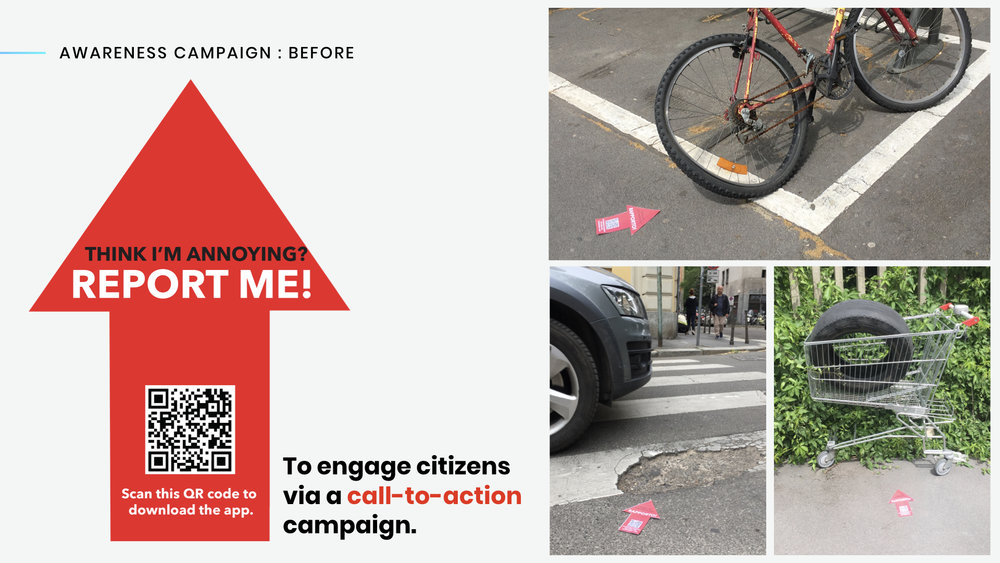 AWARENESS CAMPAIGN : BEFORE
THINK I'M ANNOYING?
REPORT ME!
Scan this QR code to
download the app.
To engage citizens
via a call-to-action
campaign.